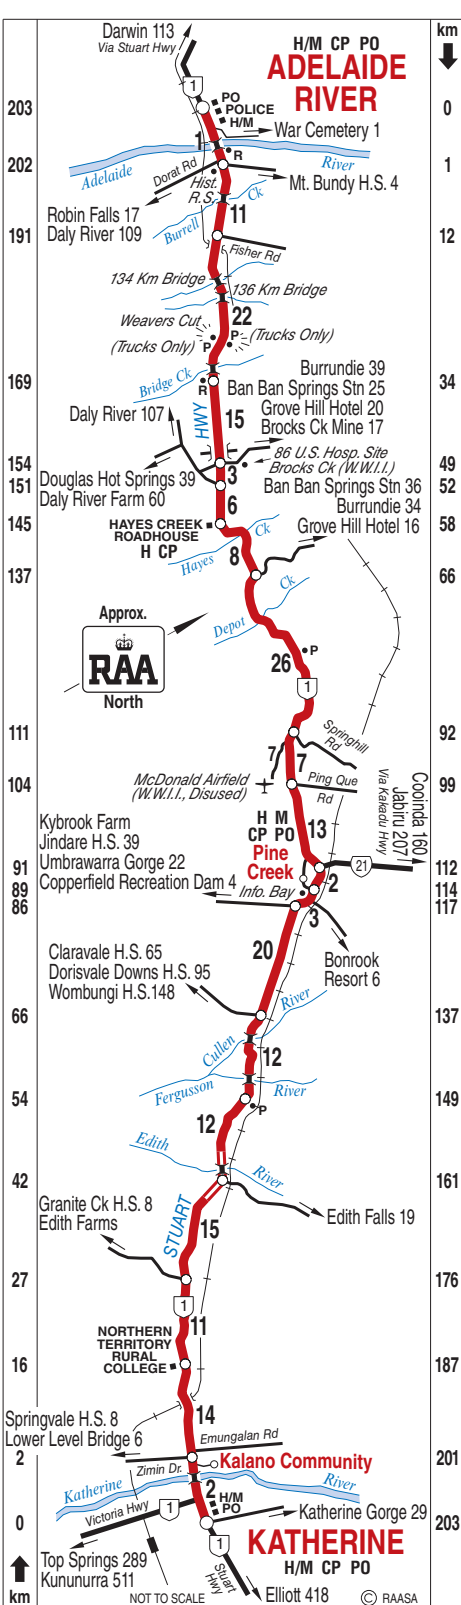 Darwin 113
Via Stuart Hwy
km
H/M CP PO
ADELAIDE
RIVER
1
203
PO
POLICE
H/M
0
1
War Cemetery 1
202
Adelaide
River
R
1
Dorat Rd
Hist.
R.S.
Mt. Bundy H.S. 4
Ck
Robin Falls 17
Daly River 109
11
Burrell
191
12
Fisher Rd
134 Km Bridge
136 Km Bridge
Weavers Cut
22
(Trucks Only)
P
P
(Trucks Only)
Bridge Ck
Burrundie 39
169
R
34
Ban Ban Springs Stn 25
Daly River 107
HWY
15
Grove Hill Hotel 20
Brocks Ck Mine 17
86 U.S. Hosp. Site
Brocks Ck (W.W.I.I.)
154
49
Douglas Hot Springs 39
Daly River Farm 60
3
151
52
Ban Ban Springs Stn 36
Burrundie 34
Grove Hill Hotel 16
6
145
HAYES CREEK
ROADHOUSE
H CP
58
Hayes
Ck
8
137
66
Ck
Depot
Approx.
RAA
North
26
P
1
111
92
Springhill
Rd
7
7
104
McDonald Airfield
(W.W.I.I., Disused)
99
Ping Que
Rd
Cooinda 160
Jabiru 207
Via Kakadu Hwy
13
Kybrook Farm
Jindare H.S. 39
Umbrawarra Gorge 22
Copperfield Recreation Dam 4
H M
CP PO
Pine
Creek
91
21
112
2
89
Info. Bay
114
86
3
117
Bonrook
Resort 6
20
Claravale H.S. 65
Dorisvale Downs H.S. 95
Wombungi H.S.148
66
137
Cullen
River
12
Fergusson
River
54
149
P
12
Edith
River
42
161
Edith Falls 19
Granite Ck H.S. 8
Edith Farms
STUART
15
27
176
1
11
NORTHERN
TERRITORY
RURAL
COLLEGE
16
187
14
Springvale H.S. 8
Lower Level Bridge 6
Emungalan Rd
2
201
Kalano Community
Zimin Dr.
Katherine
River
2
H/M
PO
Victoria Hwy
1
0
203
Katherine Gorge 29
KATHERINE
H/M CP PO
Top Springs 289
Kununurra 511
1
Stuart
Hwy
km
NOT TO SCALE
Elliott 418
© RAASA